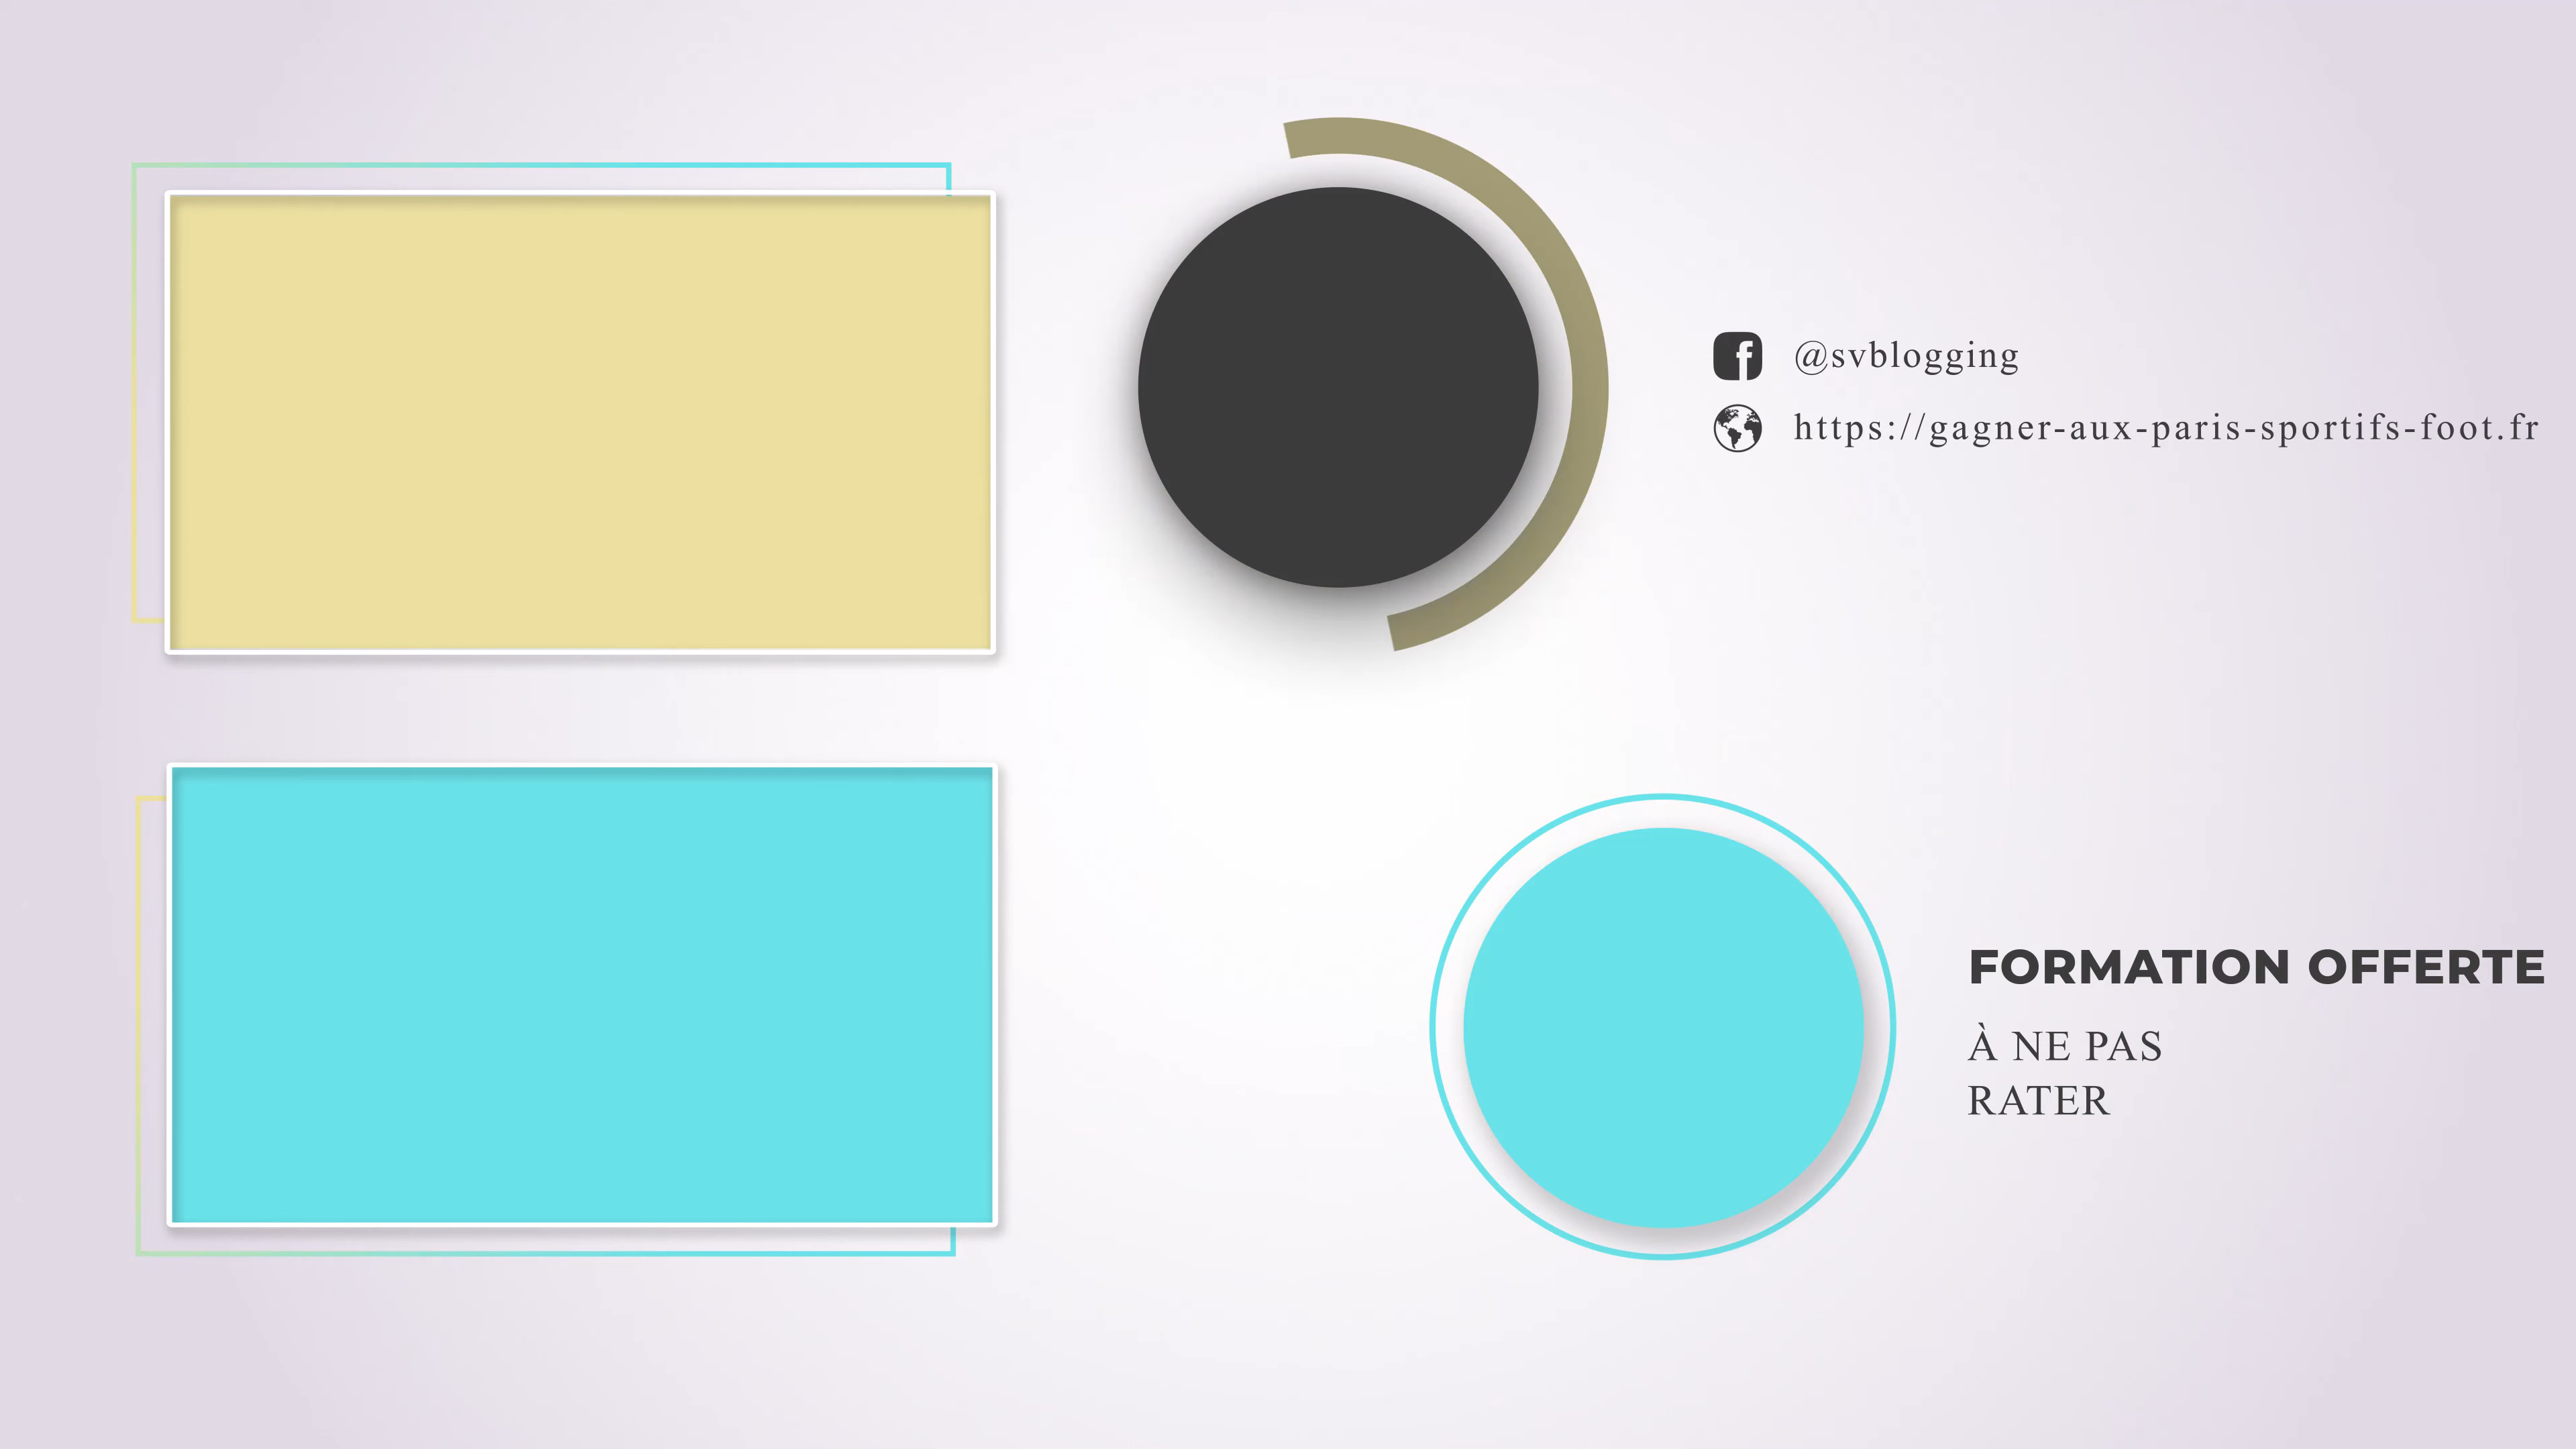 @svblogging
https://gagner-aux-paris-sportifs-foot.fr
FORMATION OFFERTE
À NE PAS
RATER